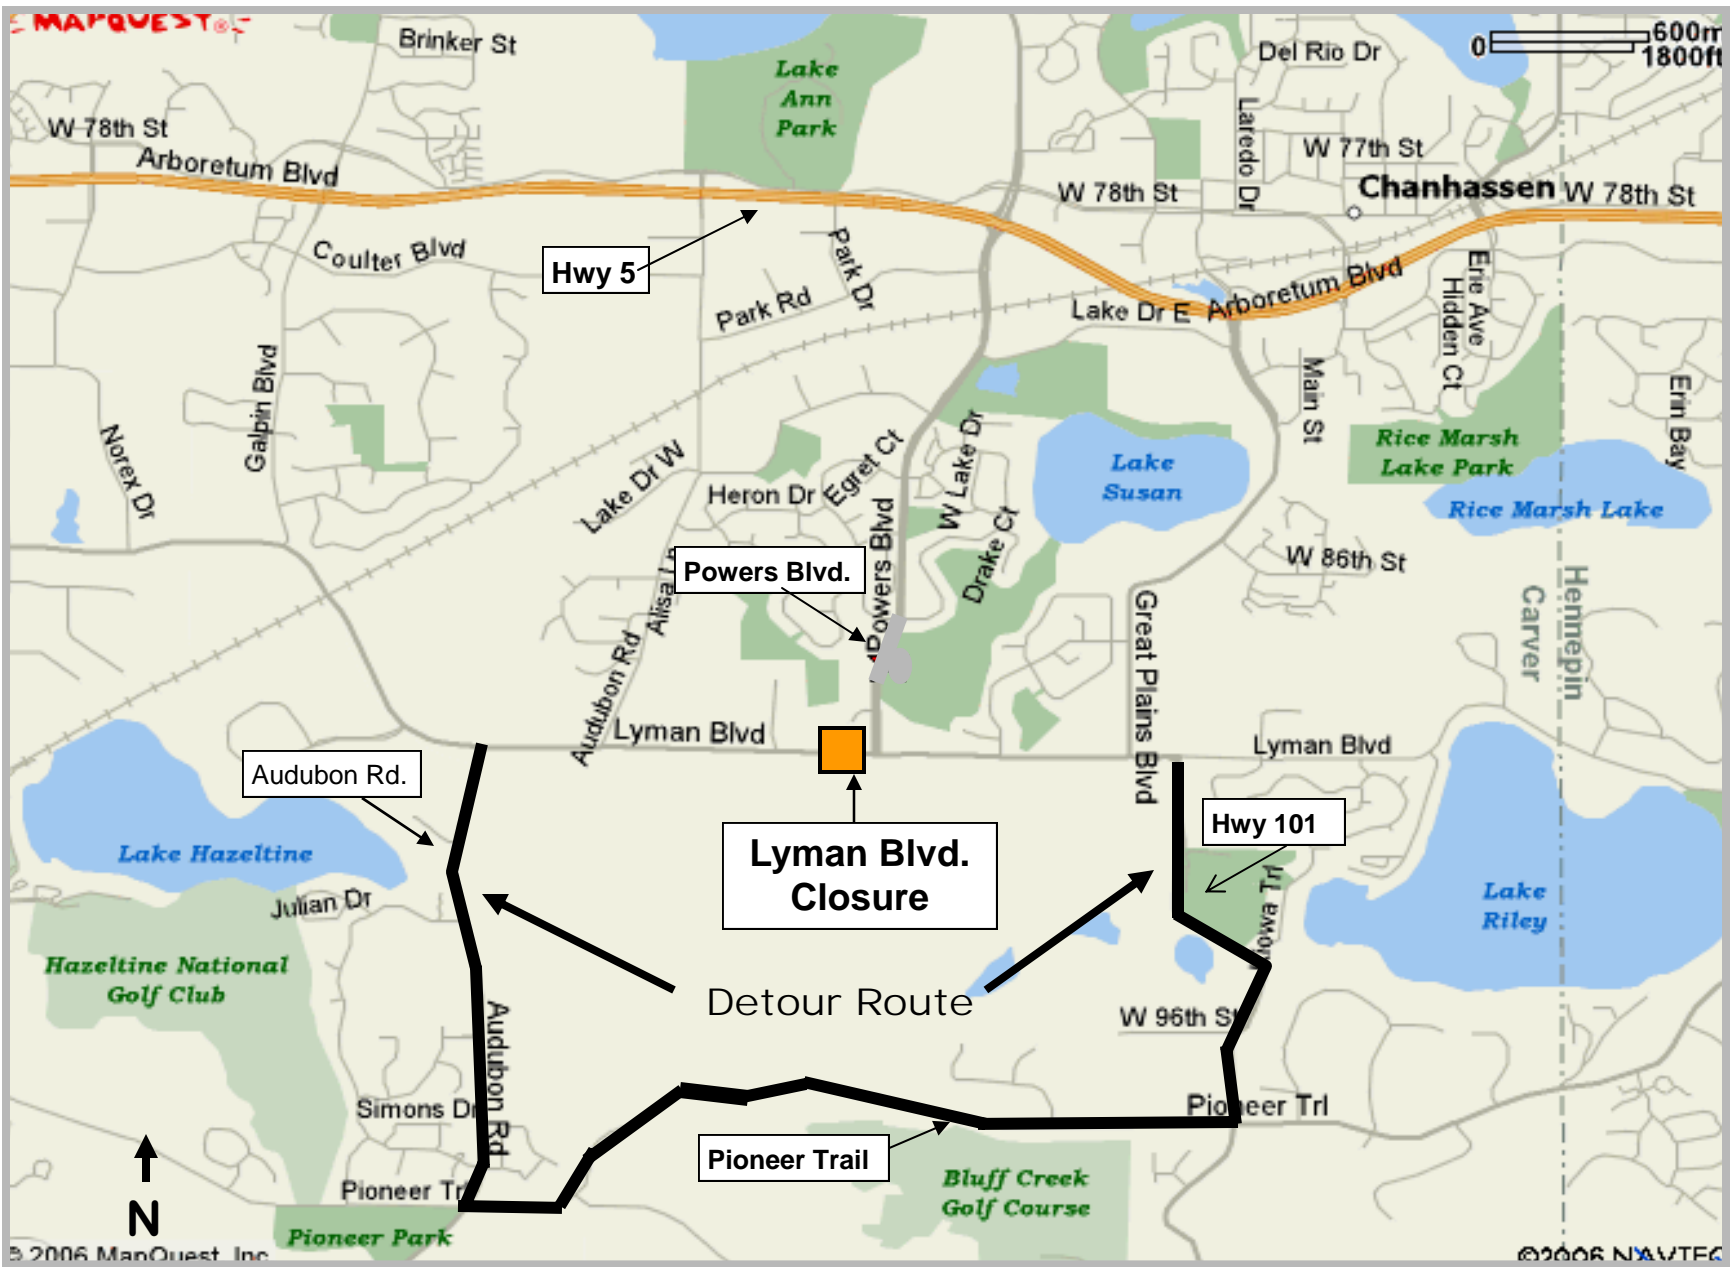 MAPQUEST®
Brinker St
Lake
Ann
Park
Del Rio Dr
0
600m
1800ft
W 78th St
Arboretum Blvd
Laredo Dr
W 77th St
W 78th St
Chanhassen
W 78th St
Coulter Blvd
Hwy 5
Park Dr
Park Rd
Lake Dr E
Arboretum Blvd
Erie Ave
Hidden Ct
Galpin Blvd
Norex Dr
Main St
Erin Bay
Rice Marsh
Lake Park
Rice Marsh Lake
Lake
Susan
Lake Dr W
Heron Dr
Egret Ct
W Lake Dr
Drake Ct
Powers Blvd
Powers Blvd.
Alisa Ln
W 86th St
Hennepin
Carver
Great Plains Blvd
Audubon Rd
Lyman Blvd
Lyman Blvd
Audubon Rd.
Lyman Blvd.
Closure
Hwy 101
Lake Hazeltine
Julian Dr
Kiowa Trl
Lake
Riley
Hazeltine National
Golf Club
Detour Route
W 96th St
Audubon Rd
Simons Dr
Pioneer Trl
Pioneer Trail
Bluff Creek
Golf Course
Pioneer Trl
N
Pioneer Park
© 2006 MapQuest, Inc
©2006 NAVTEQ